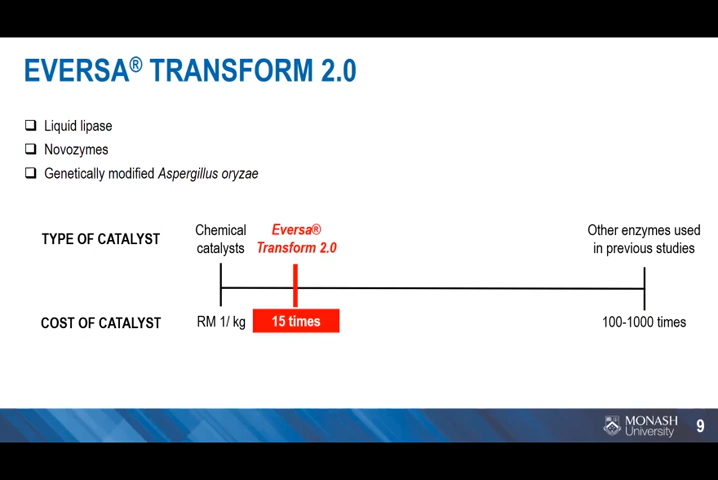 EVERSA® TRANSFORM 2.0
❑ Liquid lipase
❑ Novozymes
❑ Genetically modified Aspergillus oryzae
TYPE OF CATALYST
Chemical
catalysts
Eversa®
Transform 2.0
Other enzymes used
in previous studies
COST OF CATALYST
RM 1/ kg
15 times
100-1000 times
MONASH
University
9